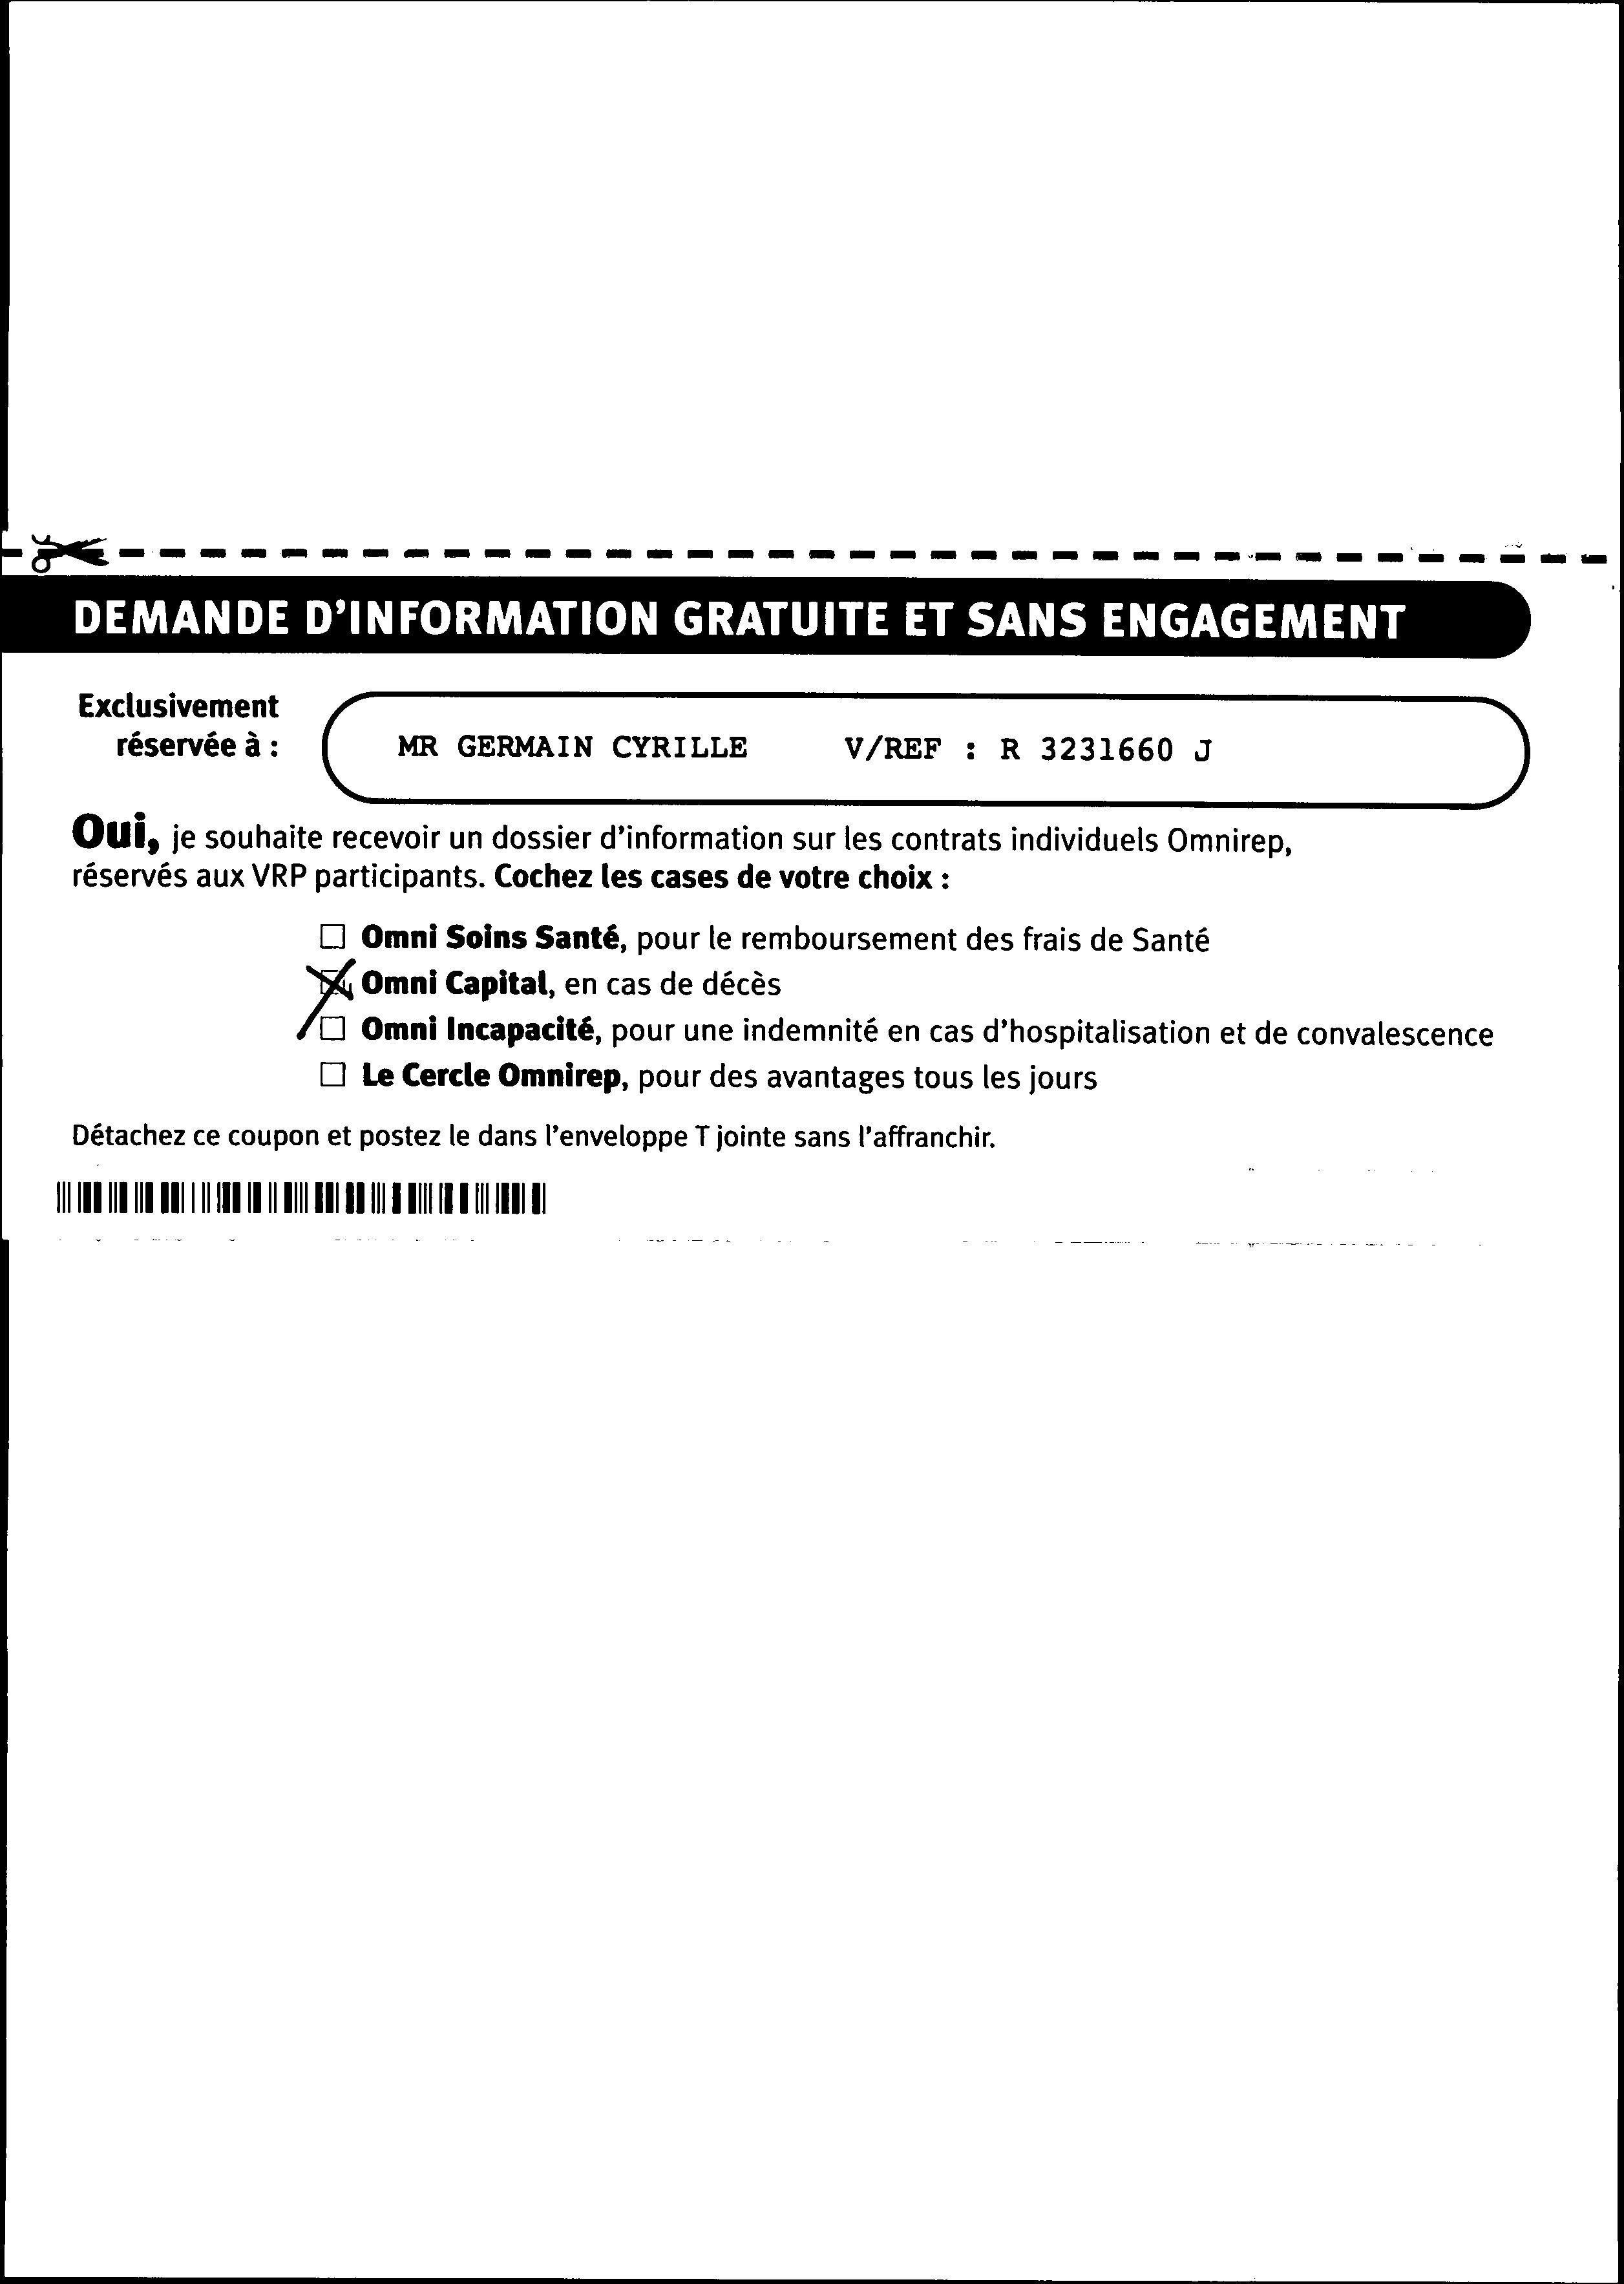 DEMANDE D'INFORMATION GRATUITE ET SANS ENGAGEMENT
Exclusivement
réservée à :
MR GERMAIN CYRILLE V/REF : R 3231660 J
Oui, je souhaite recevoir un dossier d'information sur les contrats individuels Omnirep,
réservés aux VRP participants. Cochez les cases de votre choix :
Omni Soins Santé, pour le remboursement des frais de Santé
Omni Capital, en cas de décès
Omni Incapacité, pour une indemnité en cas d'hospitalisation et de convalescence
Le Cercle Omnirep, pour des avantages tous les jours
Détachez ce coupon et postez le dans l'enveloppe T jointe sans l'affranchir.